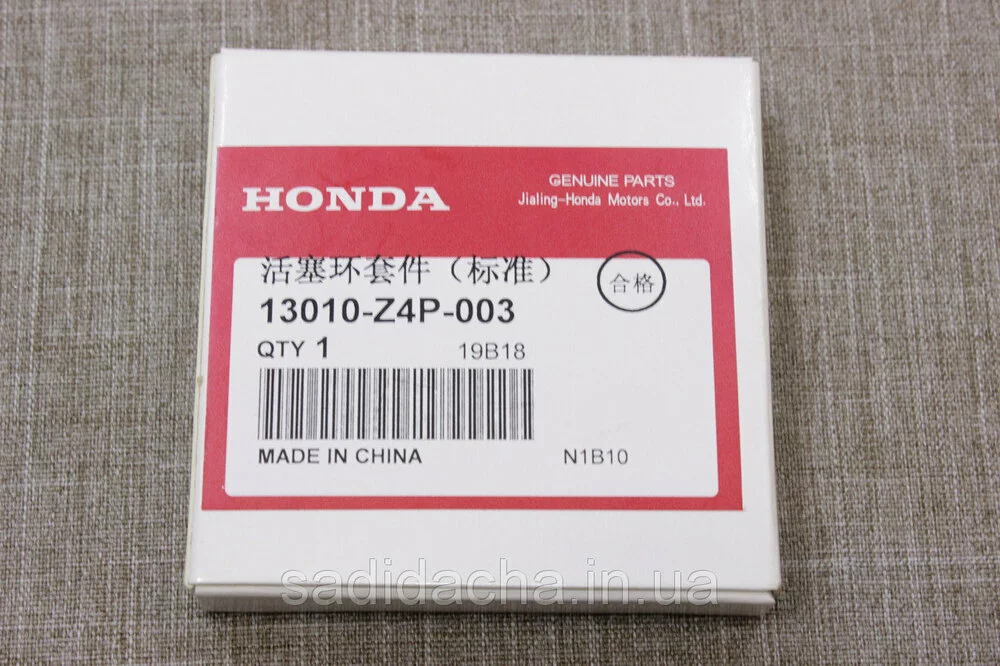 HONDA
GENUINE PARTS
Jialing-Honda Motors Co., Ltd.
活塞环套件（标准）
合格
13010-Z4P-003
QTY 1 19B18
MADE IN CHINA N1B10
sadidacha.in.ua